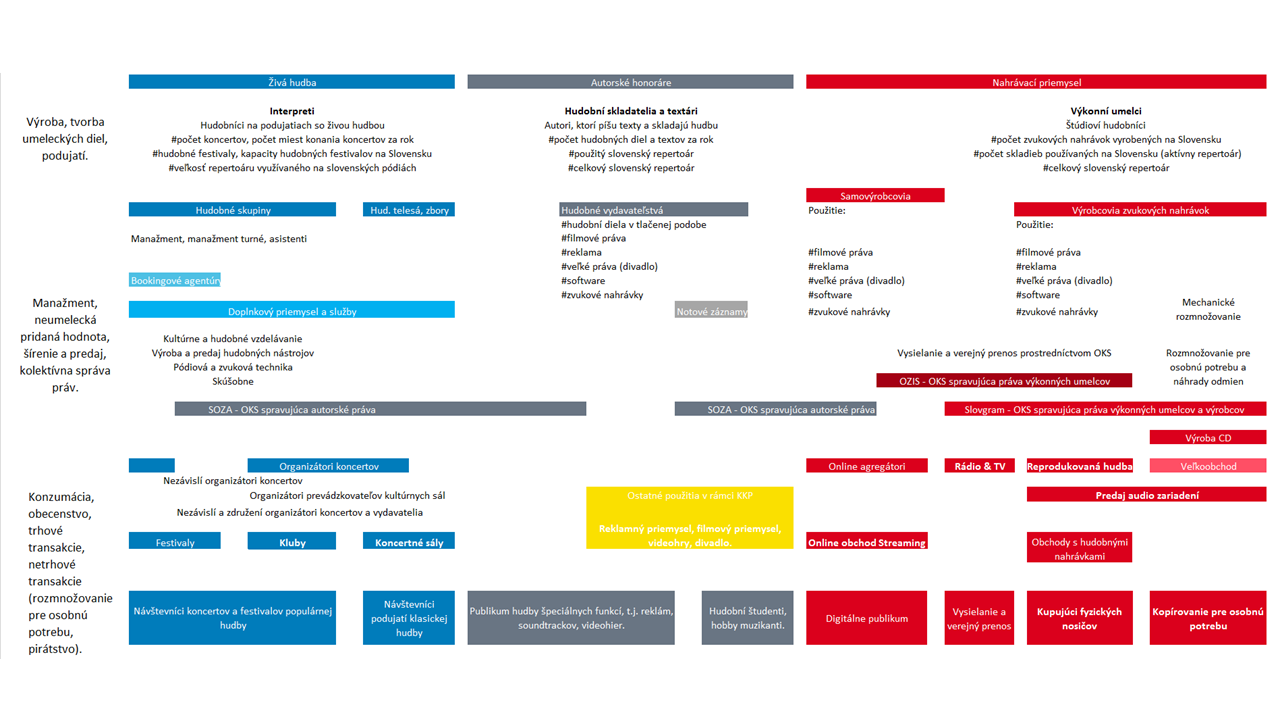 Živá hudba
Autorské honoráre
Nahrávací priemysel
Výroba, tvorba
umeleckých diel,
podujatí.
Interpreti
Hudobníci na podujatiach so živou hudbou
#počet koncertov, počet miest konania koncertov za rok
#hudobné festivaly, kapacity hudobných festivalov na Slovensku
#veľkosť repertoáru využívaného na slovenských pódiách
Hudobní skladatelia a textári
Autori, ktorí píšu texty a skladajú hudbu
#počet hudobných diel a textov za rok
#použitý slovenský repertoár
#celkový slovenský repertoár
Výkonní umelci
Štúdioví hudobníci
#počet zvukových nahrávok vyrobených na Slovensku
#počet skladieb používaných na Slovensku (aktívny repertoár)
#celkový slovenský repertoár
Manažment,
neumelecká
pridaná hodnota,
šírenie a predaj,
kolektívna správa
práv.
Hudobné skupiny
Hud. telesá, zbory
Manažment, manažment turné, asistenti
Bookingové agentúry
Doplnkový priemysel a služby
Kultúrne a hudobné vzdelávanie
Výroba a predaj hudobných nástrojov
Pódiová a zvuková technika
Skúšobne
Hudobné vydavateľstvá
#hudobní diela v tlačenej podobe
#filmové práva
#reklama
#veľké práva (divadlo)
#software
#zvukové nahrávky
Notové záznamy
Samovýrobcovia
Použitie:
#filmové práva
#reklama
#veľké práva (divadlo)
#software
#zvukové nahrávky
Výrobcovia zvukových nahrávok
Použitie:
#filmové práva
#reklama
#veľké práva (divadlo)
#software
#zvukové nahrávky
Mechanické
rozmnožovanie
Vysielanie a verejný prenos prostredníctvom OKS
Rozmnožovanie pre
osobnú potrebu a
náhrady odmien
OZIS - OKS spravujúca práva výkonných umelcov
SOZA - OKS spravujúca autorské práva
SOZA - OKS spravujúca autorské práva
Slovgram - OKS spravujúca práva výkonných umelcov a výrobcov
Výroba CD
Konzumácia,
obecenstvo,
trhové
transakcie,
netrhové
transakcie
(rozmnožovanie
pre osobnú
potrebu,
pirátstvo).
Organizátori koncertov
Nezávislí organizátori koncertov
Organizátori prevádzkovateľov kultúrnych sál
Nezávislí a združení organizátori koncertov a vydavatelia
Festivaly
Kluby
Koncertné sály
Ostatné použitia v rámci KKP
Reklamný priemysel, filmový priemysel,
videohry, divadlo.
Online agregátori
Rádio & TV
Reprodukovaná hudba
Veľkoobchod
Predaj audio zariadení
Online obchod Streaming
Obchody s hudobnými
nahrávkami
Návštevníci koncertov a festivalov populárnej
hudby
Návštevníci
podujatí klasickej
hudby
Publikum hudby špeciálnych funkcí, t.j. reklám,
soundtrackov, videohier.
Hudobní študenti,
hobby muzikanti.
Digitálne publikum
Vysielanie a
verejný prenos
Kupujúci fyzických
nosičov
Kopírovanie pre osobnú
potrebu